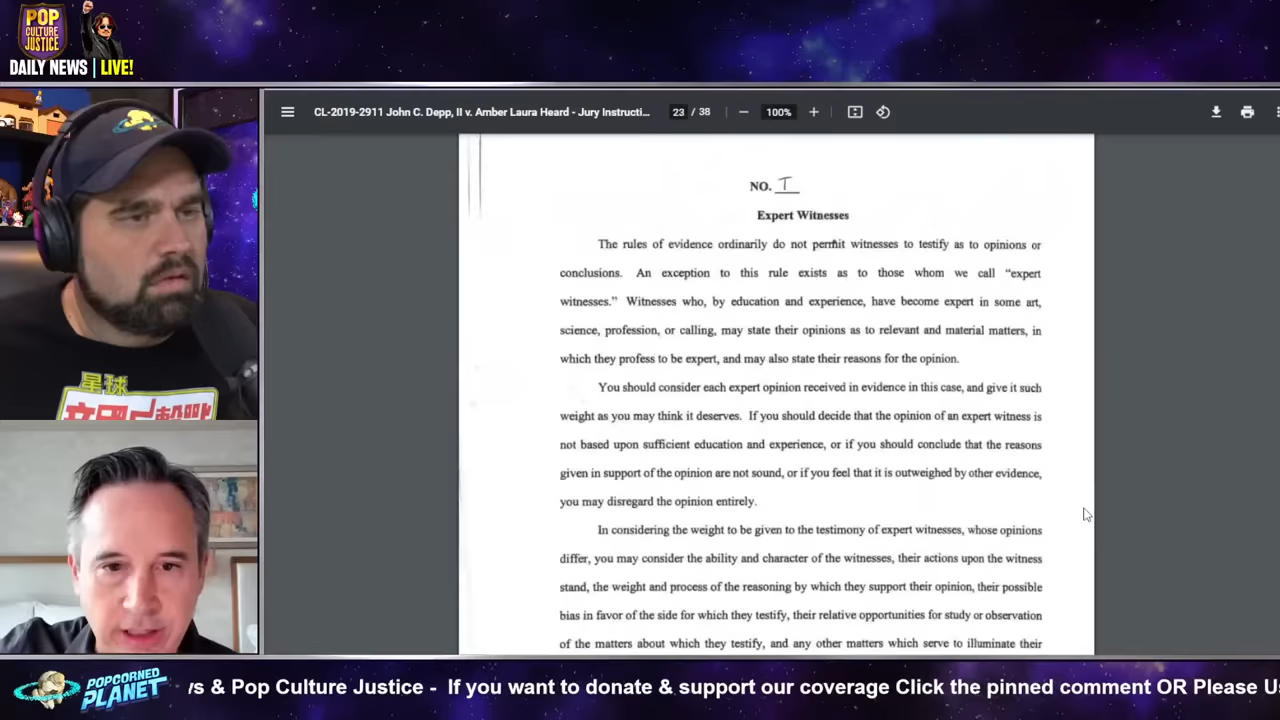 POP
CULTURE
JUSTICE
DAILY NEWS | LIVE!
CL-2019-2911 John C. Depp, II v. Amber Laura Heard - Jury Instructi...
23 / 38
100%
NO. T
Expert Witnesses
The rules of evidence ordinarily do not permit witnesses to testify as to opinions or
conclusions. An exception to this rule exists as to those whom we call “expert
witnesses.” Witnesses who, by education and experience, have become expert in some art,
science, profession, or calling, may state their opinions as to relevant and material matters, in
which they profess to be expert, and may also state their reasons for the opinion.
You should consider each expert opinion received in evidence in this case, and give it such
weight as you may think it deserves. If you should decide that the opinion of an expert witness is
not based upon sufficient education and experience, or if you should conclude that the reasons
given in support of the opinion are not sound, or if you feel that it is outweighed by other evidence,
you may disregard the opinion entirely.
In considering the weight to be given to the testimony of expert witnesses, whose opinions
differ, you may consider the ability and character of the witnesses, their actions upon the witness
stand, the weight and process of the reasoning by which they support their opinion, their possible
bias in favor of the side for which they testify, their relative opportunities for study or observation
of the matters about which they testify, and any other matters which serve to illuminate their
星球
POPCORNED
PLANET
/s & Pop Culture Justice - If you want to donate & support our coverage Click the pinned comment OR Please U